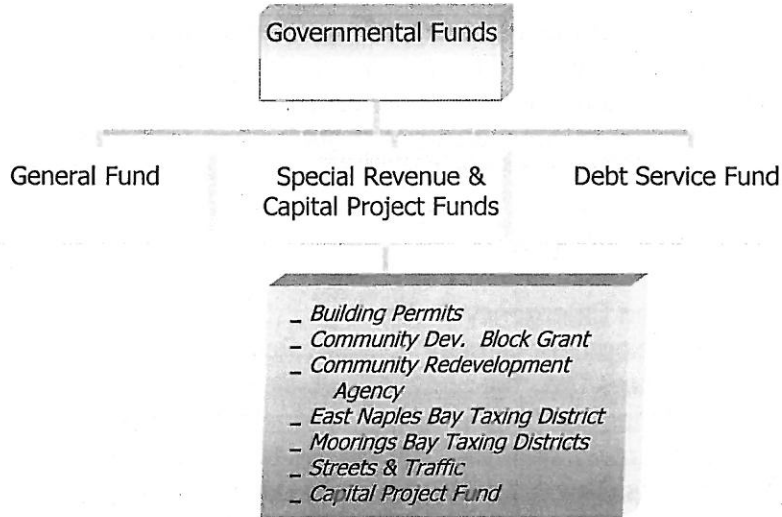 Governmental Funds
General Fund
Special Revenue &
Capital Project Funds
Debt Service Fund
_ Building Permits
_ Community Dev. Block Grant
_ Community Redevelopment
Agency
_ East Naples Bay Taxing District
_ Moorings Bay Taxing Districts
_ Streets & Traffic
_ Capital Project Fund